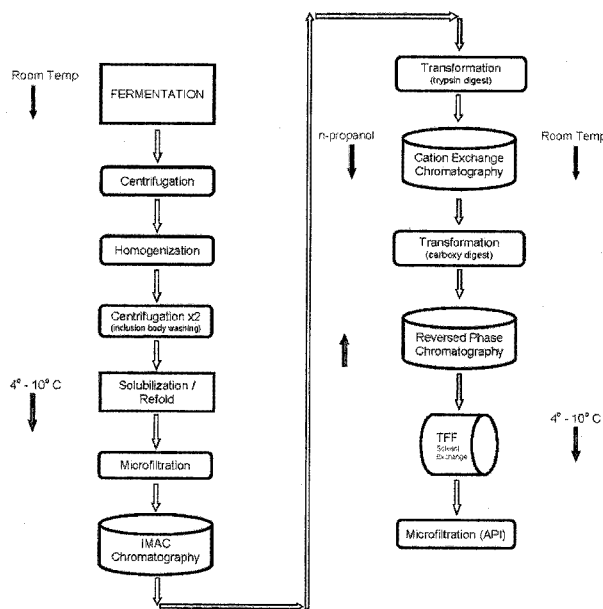 Room Temp
FERMENTATION
Centrifugation
Homogenization
Centrifugation x2
(inclusion body washing)
4° - 10° C
Solubilization /
Refold
Microfiltration
IMAC
Chromatography
Transformation
(trypsin digest)
n-propanol
Cation Exchange
Chromatography
Room Temp
Transformation
(carboxy digest)
Reversed Phase
Chromatography
TFF
Solvent
Exchange
4° - 10° C
Microfiltration (API)